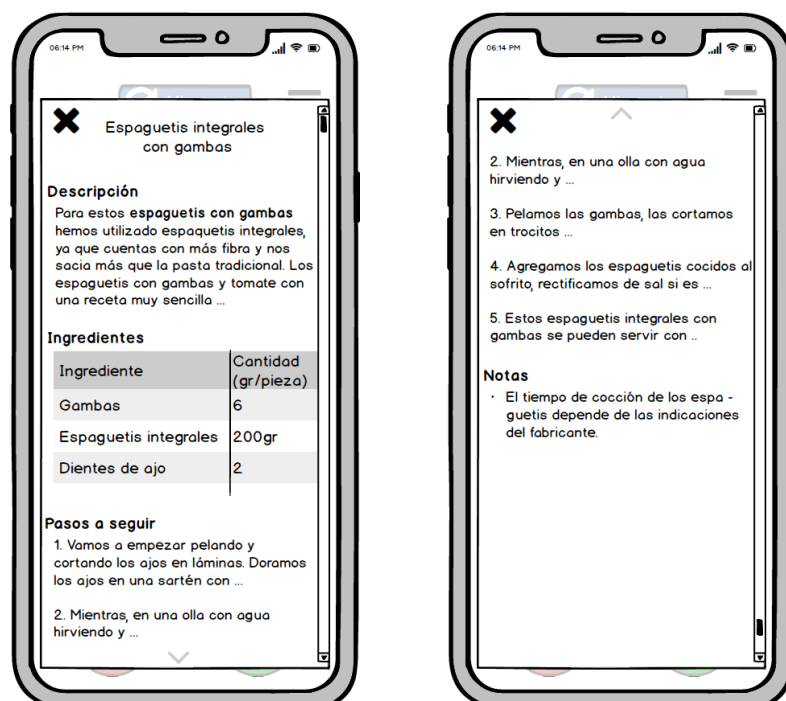 06:14 PM
Espaguetis integrales
con gambas
Descripción
Para estos espaguetis con gambas
hemos utilizado espaquetis integrales,
ya que cuentas con más fibra y nos
sacia más que la pasta tradicional. Los
espaguetis con gambas y tomate con
una receta muy sencilla ...
Ingredientes
Ingrediente Cantidad
(gr/pieza)
Gambas 6
Espaguetis integrales 200gr
Dientes de ajo 2
Pasos a seguir
1. Vamos a empezar pelando y
cortando los ajos en láminas. Doramos
los ajos en una sartén con ...
2. Mientras, en una olla con agua
hirviendo y ...
06:14 PM
2. Mientras, en una olla con agua
hirviendo y ...
3. Pelamos las gambas, las cortamos
en trocitos ...
4. Agregamos los espaguetis cocidos al
sofrito, rectificamos de sal si es ...
5. Estos espaguetis integrales con
gambas se pueden servir con ..
Notas
· El tiempo de cocción de los espa -
guetis depende de las indicaciones
del fabricante.